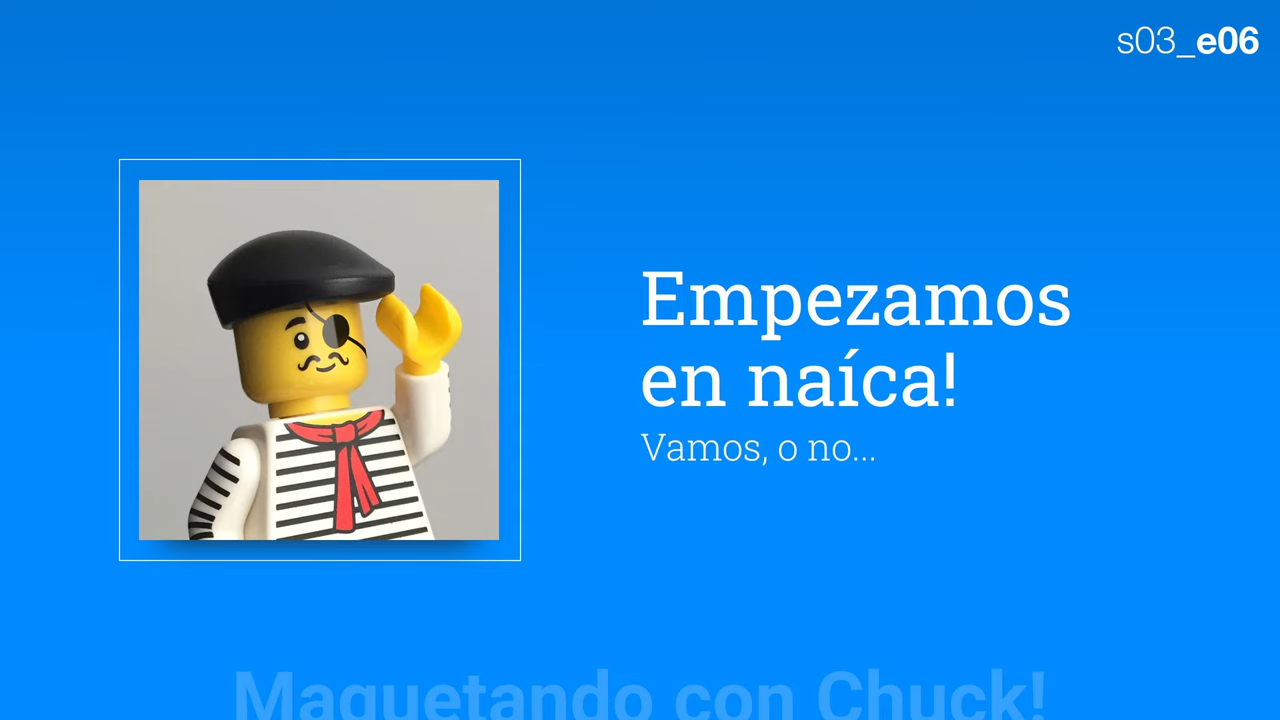 s03_e06
Empezamos
en naíca!
Vamos, o no...
Maquetando con Chuck!